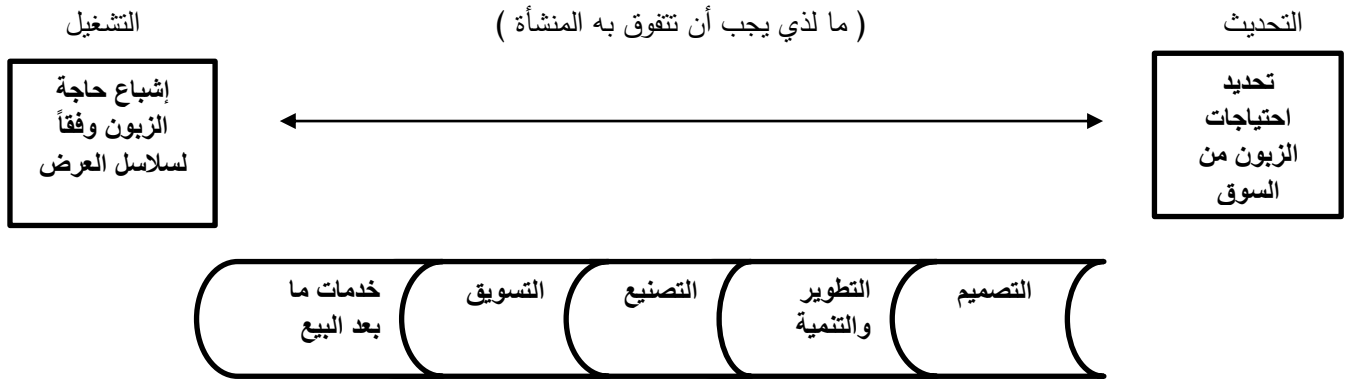 التحديث
( ما لذي يجب أن تتفوق به المنشأة )
التشغيل
تحديد
احتياجات
الزبون من
السوق
إشباع حاجة
الزبون وفقاً
لسلاسل العرض
التصميم
التطوير
والتنمية
التصنيع
التسويق
خدمات ما
بعد البيع